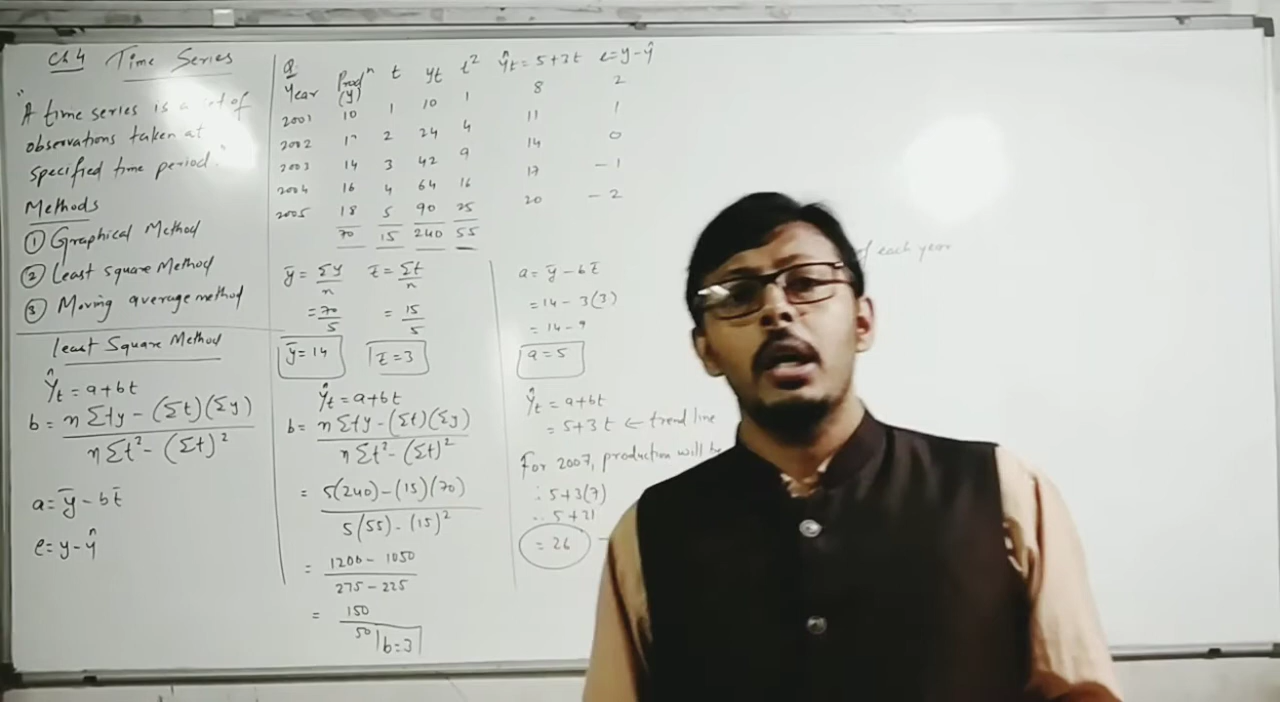 Ch 4 Time Series
"A time series is a set of
observations taken at
specified time period."
Methods
① Graphical Method
② Least square Method
③ Moving average method
Least Square Method
Ŷt = a+bt
b = nΣty - (Σt)(Σy) / nΣt² - (Σt)²
a = ȳ - bt̄
e = y - ŷ
Q.
Year Prodⁿ (y) t yt t² Ŷt = 5+3t e = y - ŷ
2001 10 1 10 1 8 2
2002 12 2 24 4 11 1
2003 14 3 42 9 14 0
2004 16 4 64 16 17 -1
2005 18 5 90 25 20 -2
70 15 240 55
ȳ = Σy/n t̄ = Σt/n
= 70/5 = 15/5
ȳ = 14 t̄ = 3
Ŷt = a+bt
b = nΣty - (Σt)(Σy) / nΣt² - (Σt)²
= 5(240) - (15)(70) / 5(55) - (15)²
= 1200 - 1050 / 275 - 225
= 150 / 50
b = 3
a = ȳ - bt̄
= 14 - 3(3)
= 14 - 9
a = 5
Ŷt = a+bt
= 5+3t ← trend line
For 2007, production will be
∴ 5+3(7)
∴ 5+21
= 26
of each year